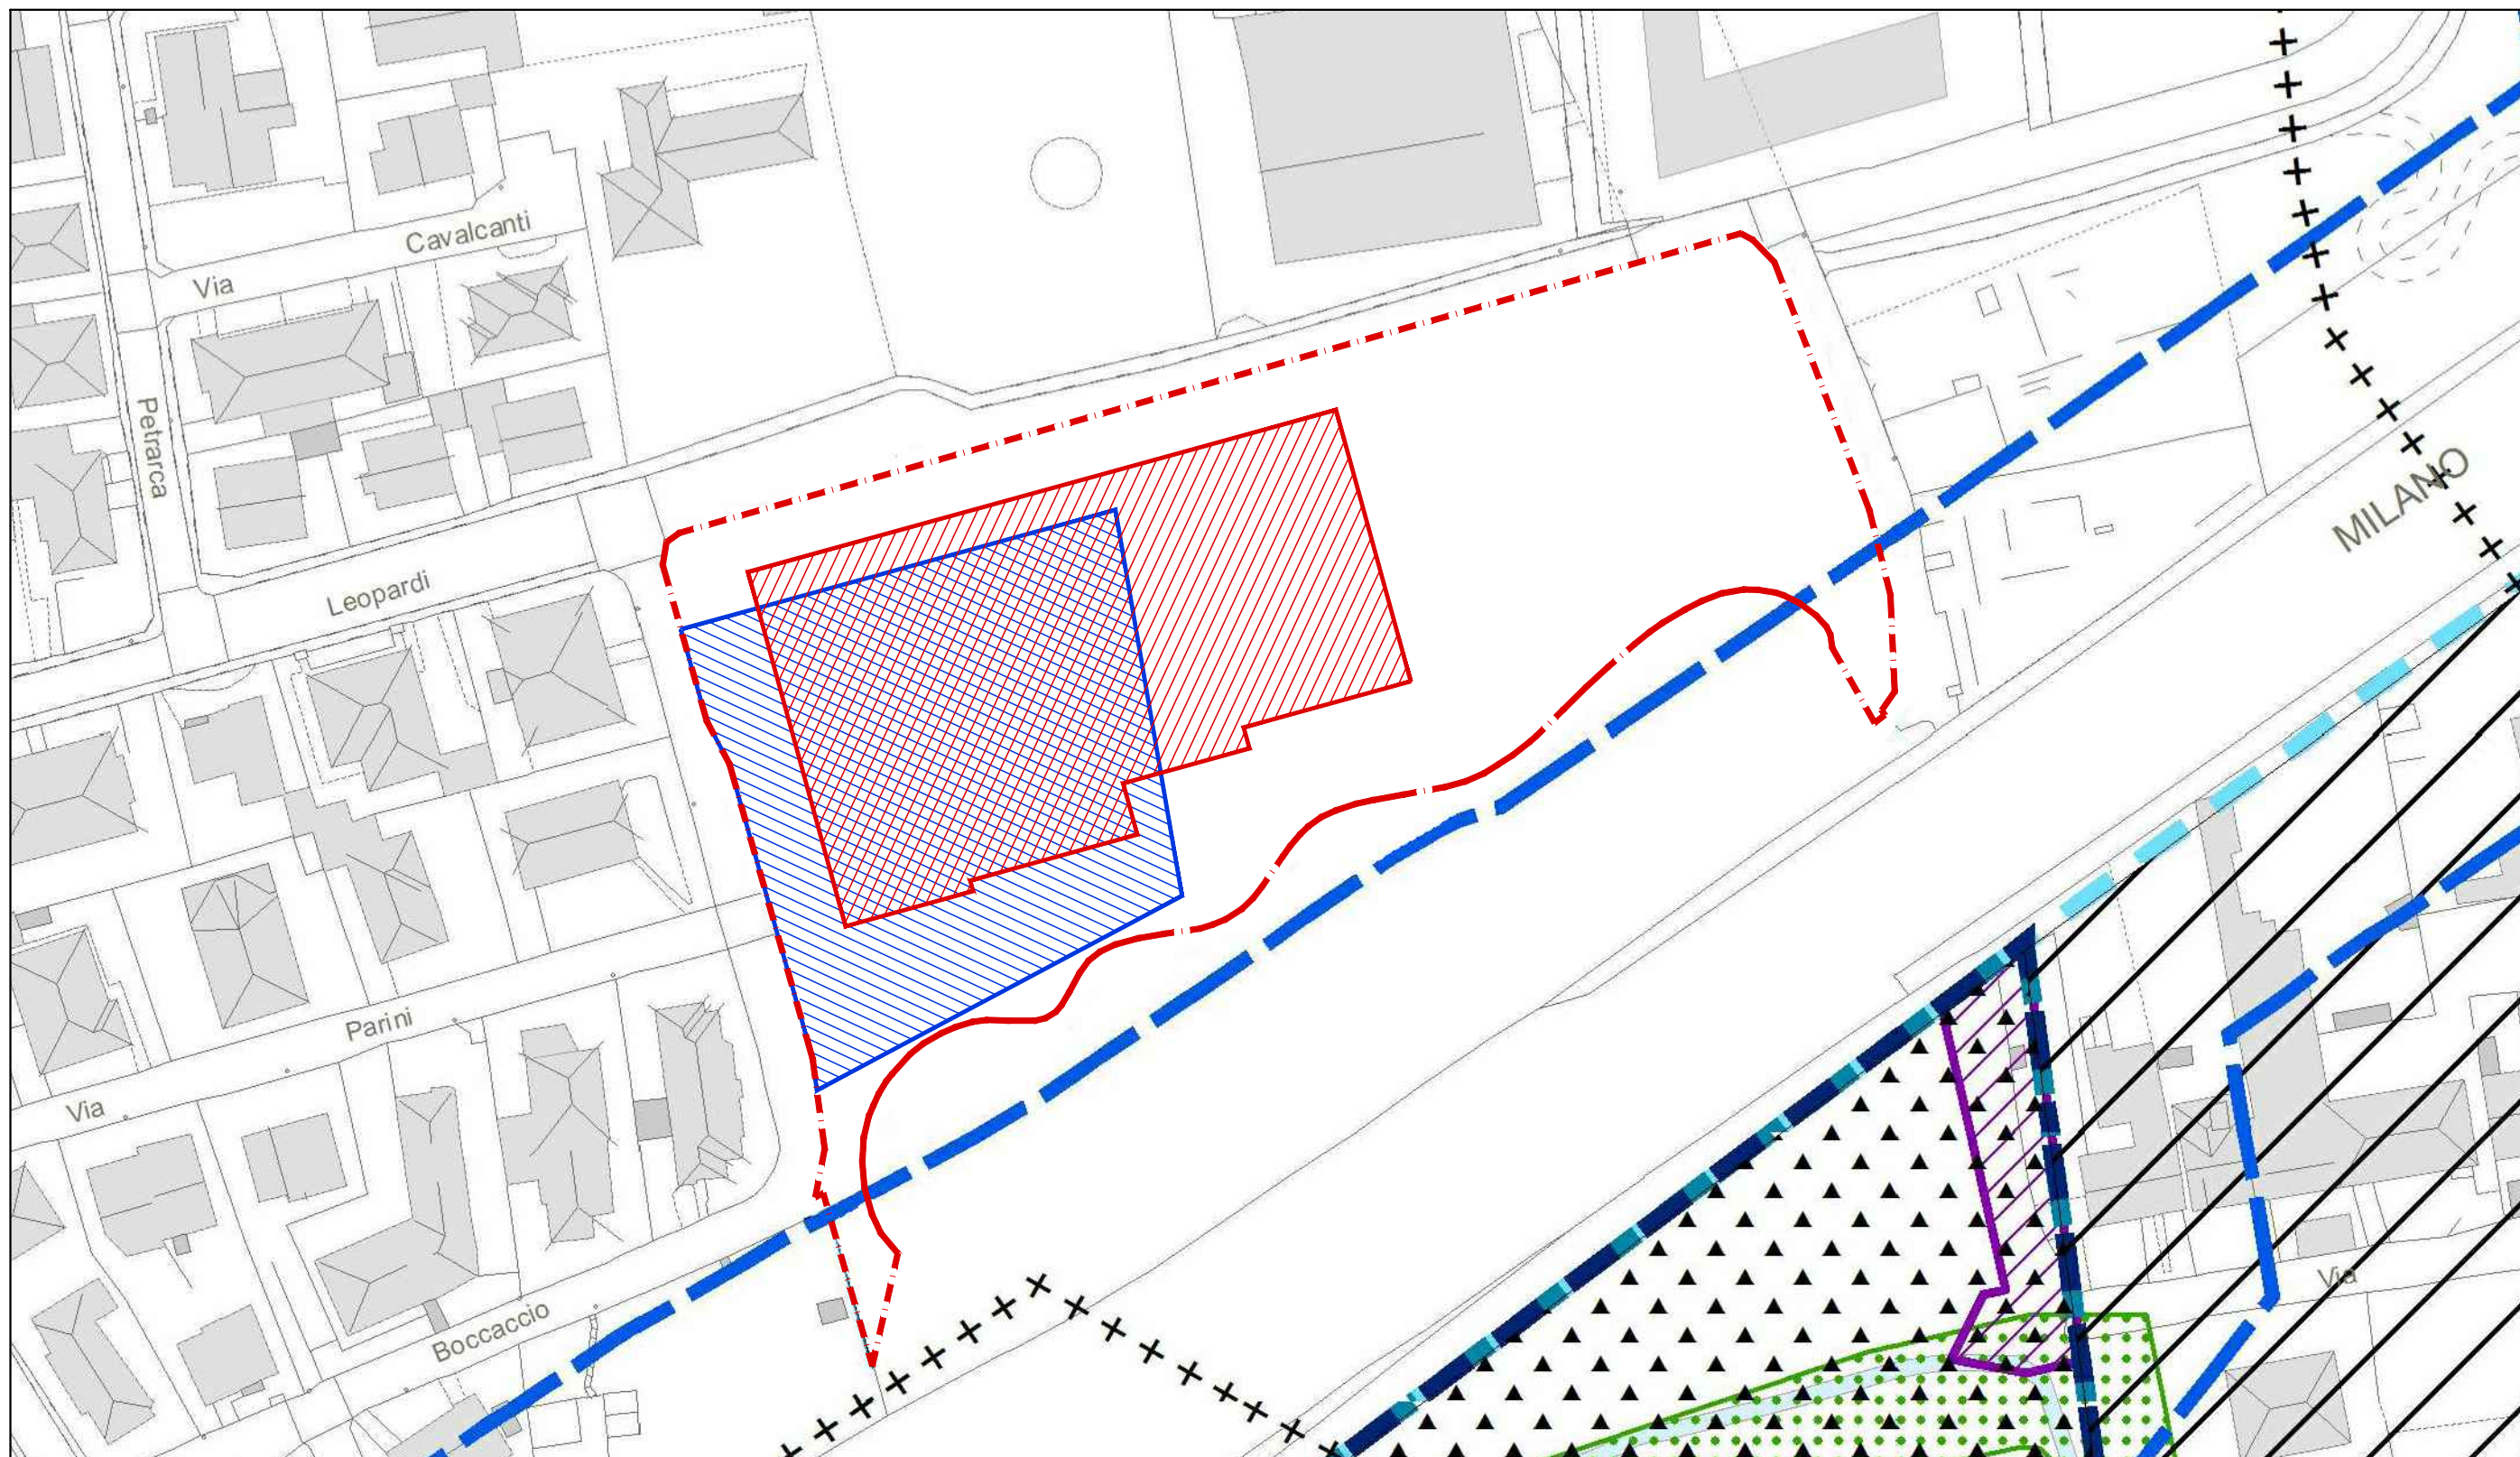 Via Cavalcanti
Petrarca
MILANO
Leopardi
Via Parini
Via
Boccaccio